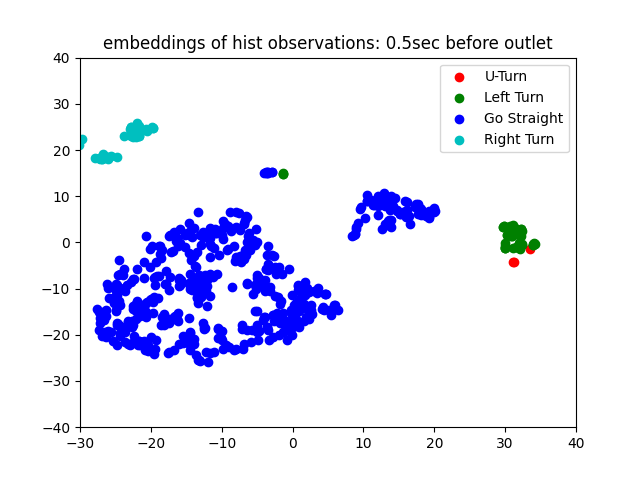 embeddings of hist observations: 0.5sec before outlet
40
30
20
10
0
−10
−20
−30
−40
U-Turn
Left Turn
Go Straight
Right Turn
−30 −20 −10 0 10 20 30 40